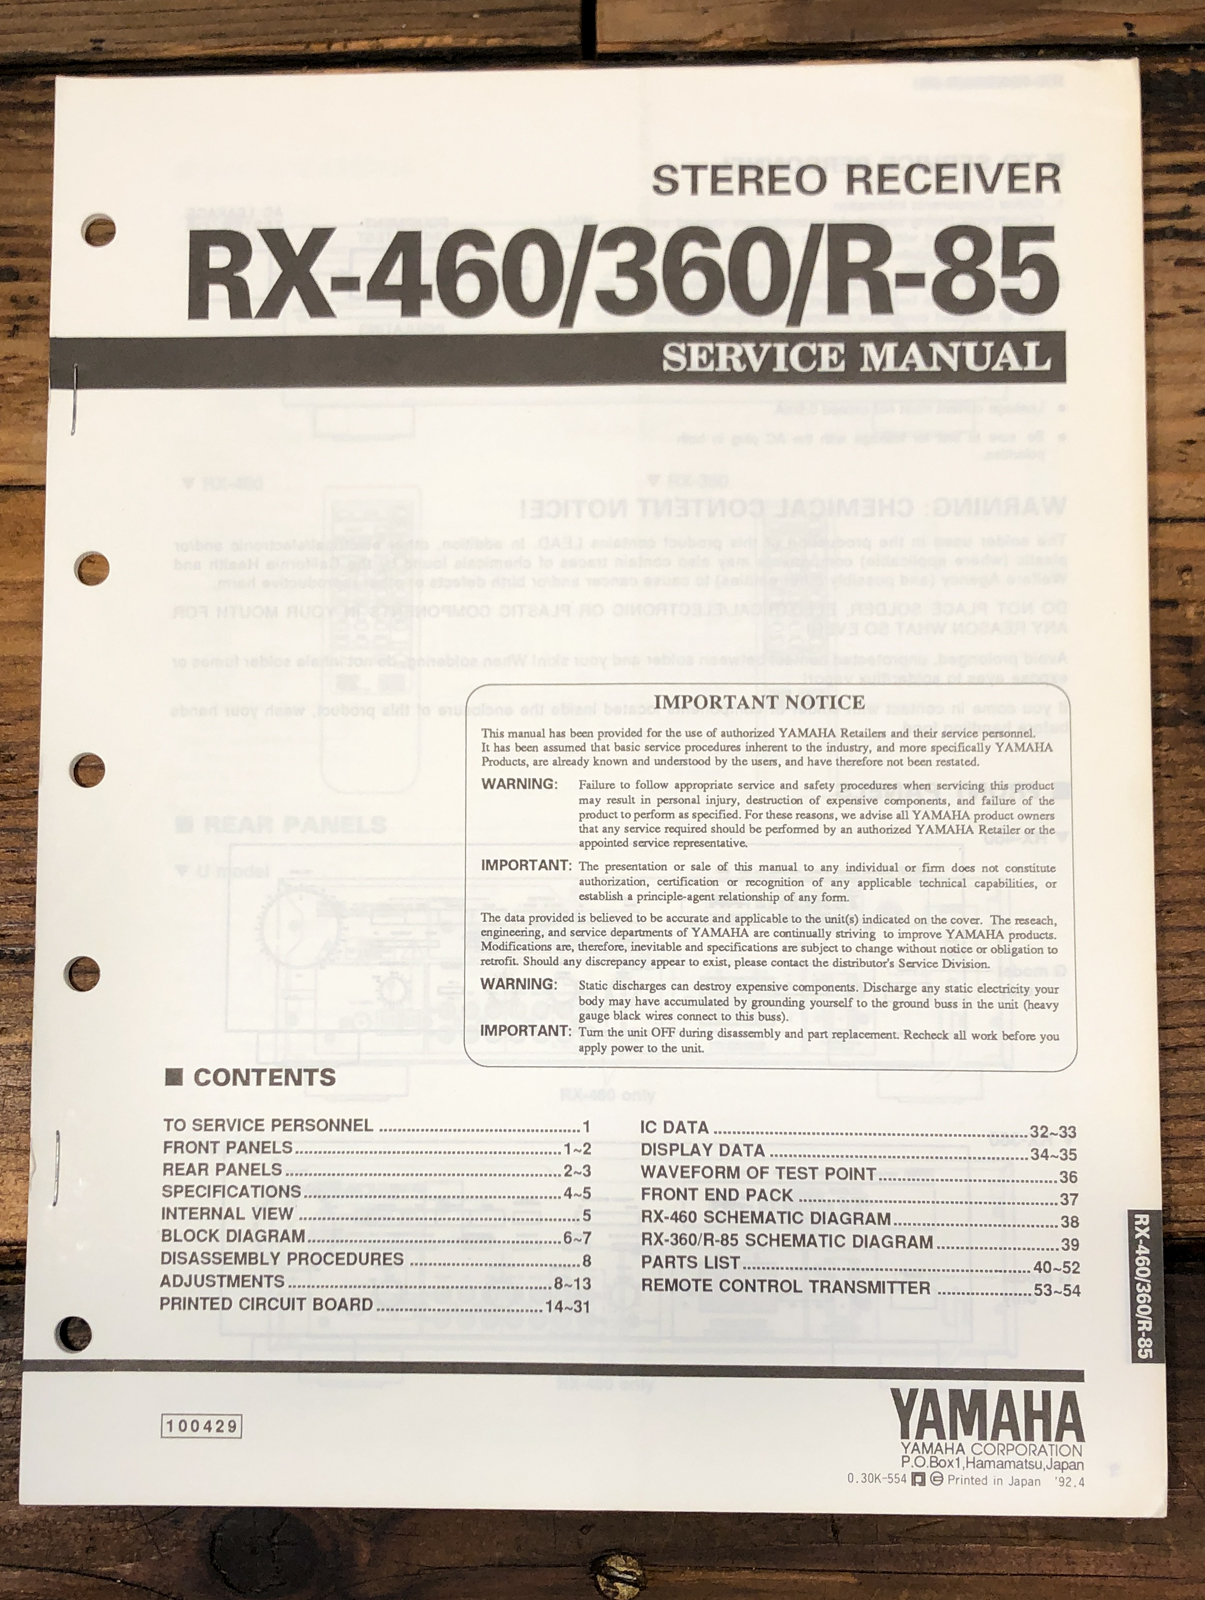 STEREO RECEIVER
RX-460/360/R-85
SERVICE MANUAL
IMPORTANT NOTICE
This manual has been provided for the use of authorized YAMAHA Retailers and their service personnel.
It has been assumed that basic service procedures inherent to the industry, and more specifically YAMAHA
Products, are already known and understood by the users, and have therefore not been restated.
WARNING: Failure to follow appropriate service and safety procedures when servicing this product
may result in personal injury, destruction of expensive components, and failure of the
product to perform as specified. For these reasons, we advise all YAMAHA product owners
that any service required should be performed by an authorized YAMAHA Retailer or the
appointed service representative.
IMPORTANT: The presentation or sale of this manual to any individual or firm does not constitute
authorization, certification or recognition of any applicable technical capabilities, or
establish a principle-agent relationship of any form.
The data provided is believed to be accurate and applicable to the unit(s) indicated on the cover. The reseach,
engineering, and service departments of YAMAHA are continually striving to improve YAMAHA products.
Modifications are, therefore, inevitable and specifications are subject to change without notice or obligation to
retrofit. Should any discrepancy appear to exist, please contact the distributor's Service Division.
WARNING: Static discharges can destroy expensive components. Discharge any static electricity your
body may have accumulated by grounding yourself to the ground buss in the unit (heavy
gauge black wires connect to this buss).
IMPORTANT: Turn the unit OFF during disassembly and part replacement. Recheck all work before you
apply power to the unit.
■ CONTENTS
TO SERVICE PERSONNEL ........ 1
FRONT PANELS ........ 1~2
REAR PANELS ........ 2~3
SPECIFICATIONS ........ 4~5
INTERNAL VIEW ........ 5
BLOCK DIAGRAM ........ 6~7
DISASSEMBLY PROCEDURES ........ 8
ADJUSTMENTS ........ 8~13
PRINTED CIRCUIT BOARD ........ 14~31
IC DATA ........ 32~33
DISPLAY DATA ........ 34~35
WAVEFORM OF TEST POINT ........ 36
FRONT END PACK ........ 37
RX-460 SCHEMATIC DIAGRAM ........ 38
RX-360/R-85 SCHEMATIC DIAGRAM ........ 39
PARTS LIST ........ 40~52
REMOTE CONTROL TRANSMITTER ........ 53~54
RX-460/360/R-85
100429
YAMAHA
YAMAHA CORPORATION
P.O.Box1,Hamamatsu,Japan
0.30K-554 Printed in Japan '92.4